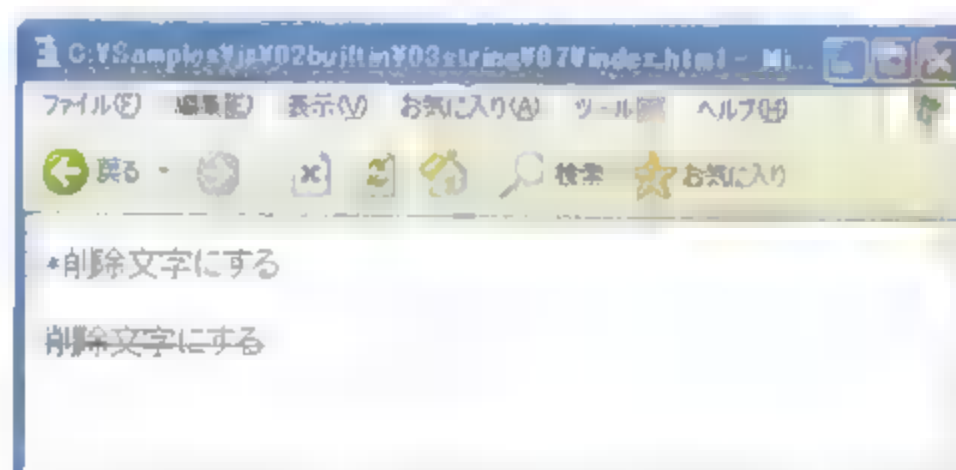 C:¥Samples¥js¥02builtin¥03string¥07¥index.html - Mi...
ファイル(F) 編集(E) 表示(V) お気に入り(A) ツール ヘルプ(H)
戻る 検索 お気に入り
*削除文字にする
削除文字にする